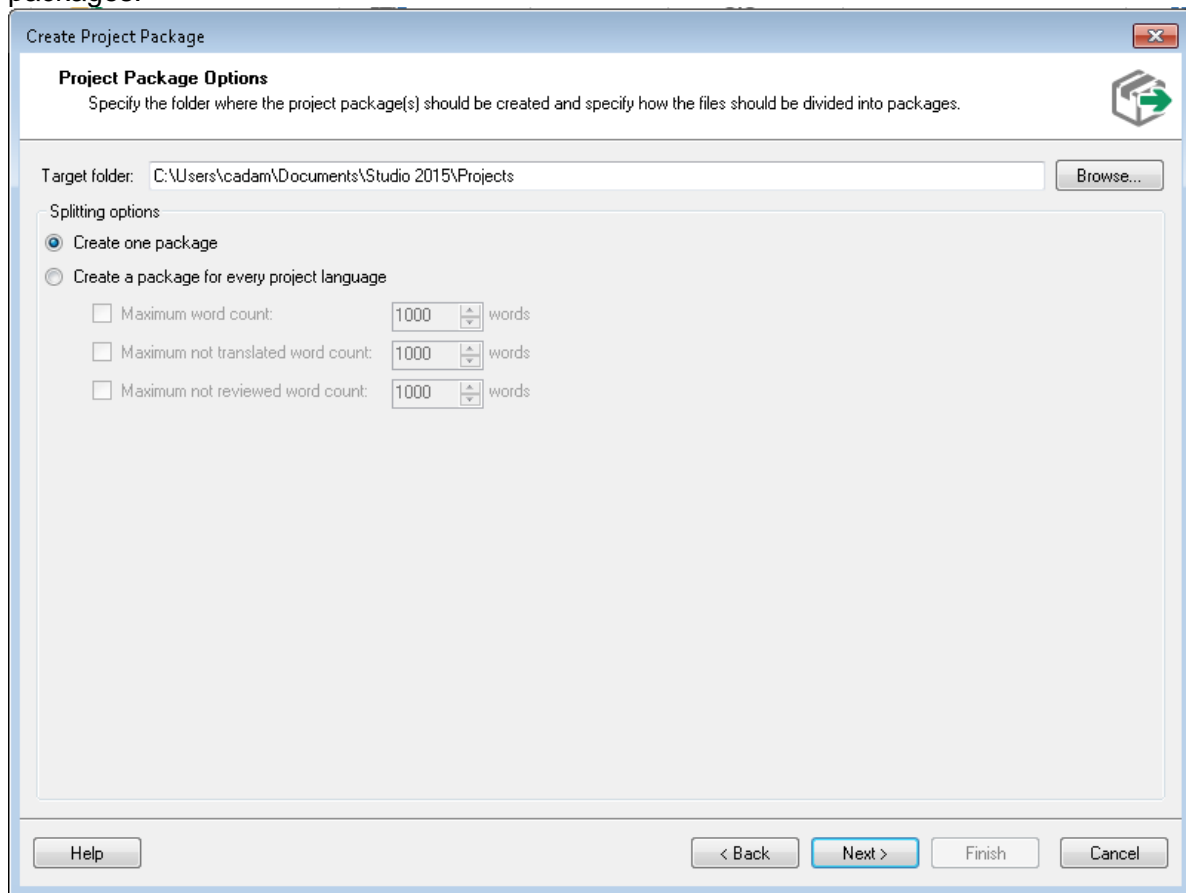 packages.
Create Project Package
Project Package Options
Specify the folder where the project package(s) should be created and specify how the files should be divided into packages.
Target folder: C:\Users\cadam\Documents\Studio 2015\Projects Browse...
Splitting options
Create one package
Create a package for every project language
Maximum word count: 1000 words
Maximum not translated word count: 1000 words
Maximum not reviewed word count: 1000 words
Help < Back Next > Finish Cancel